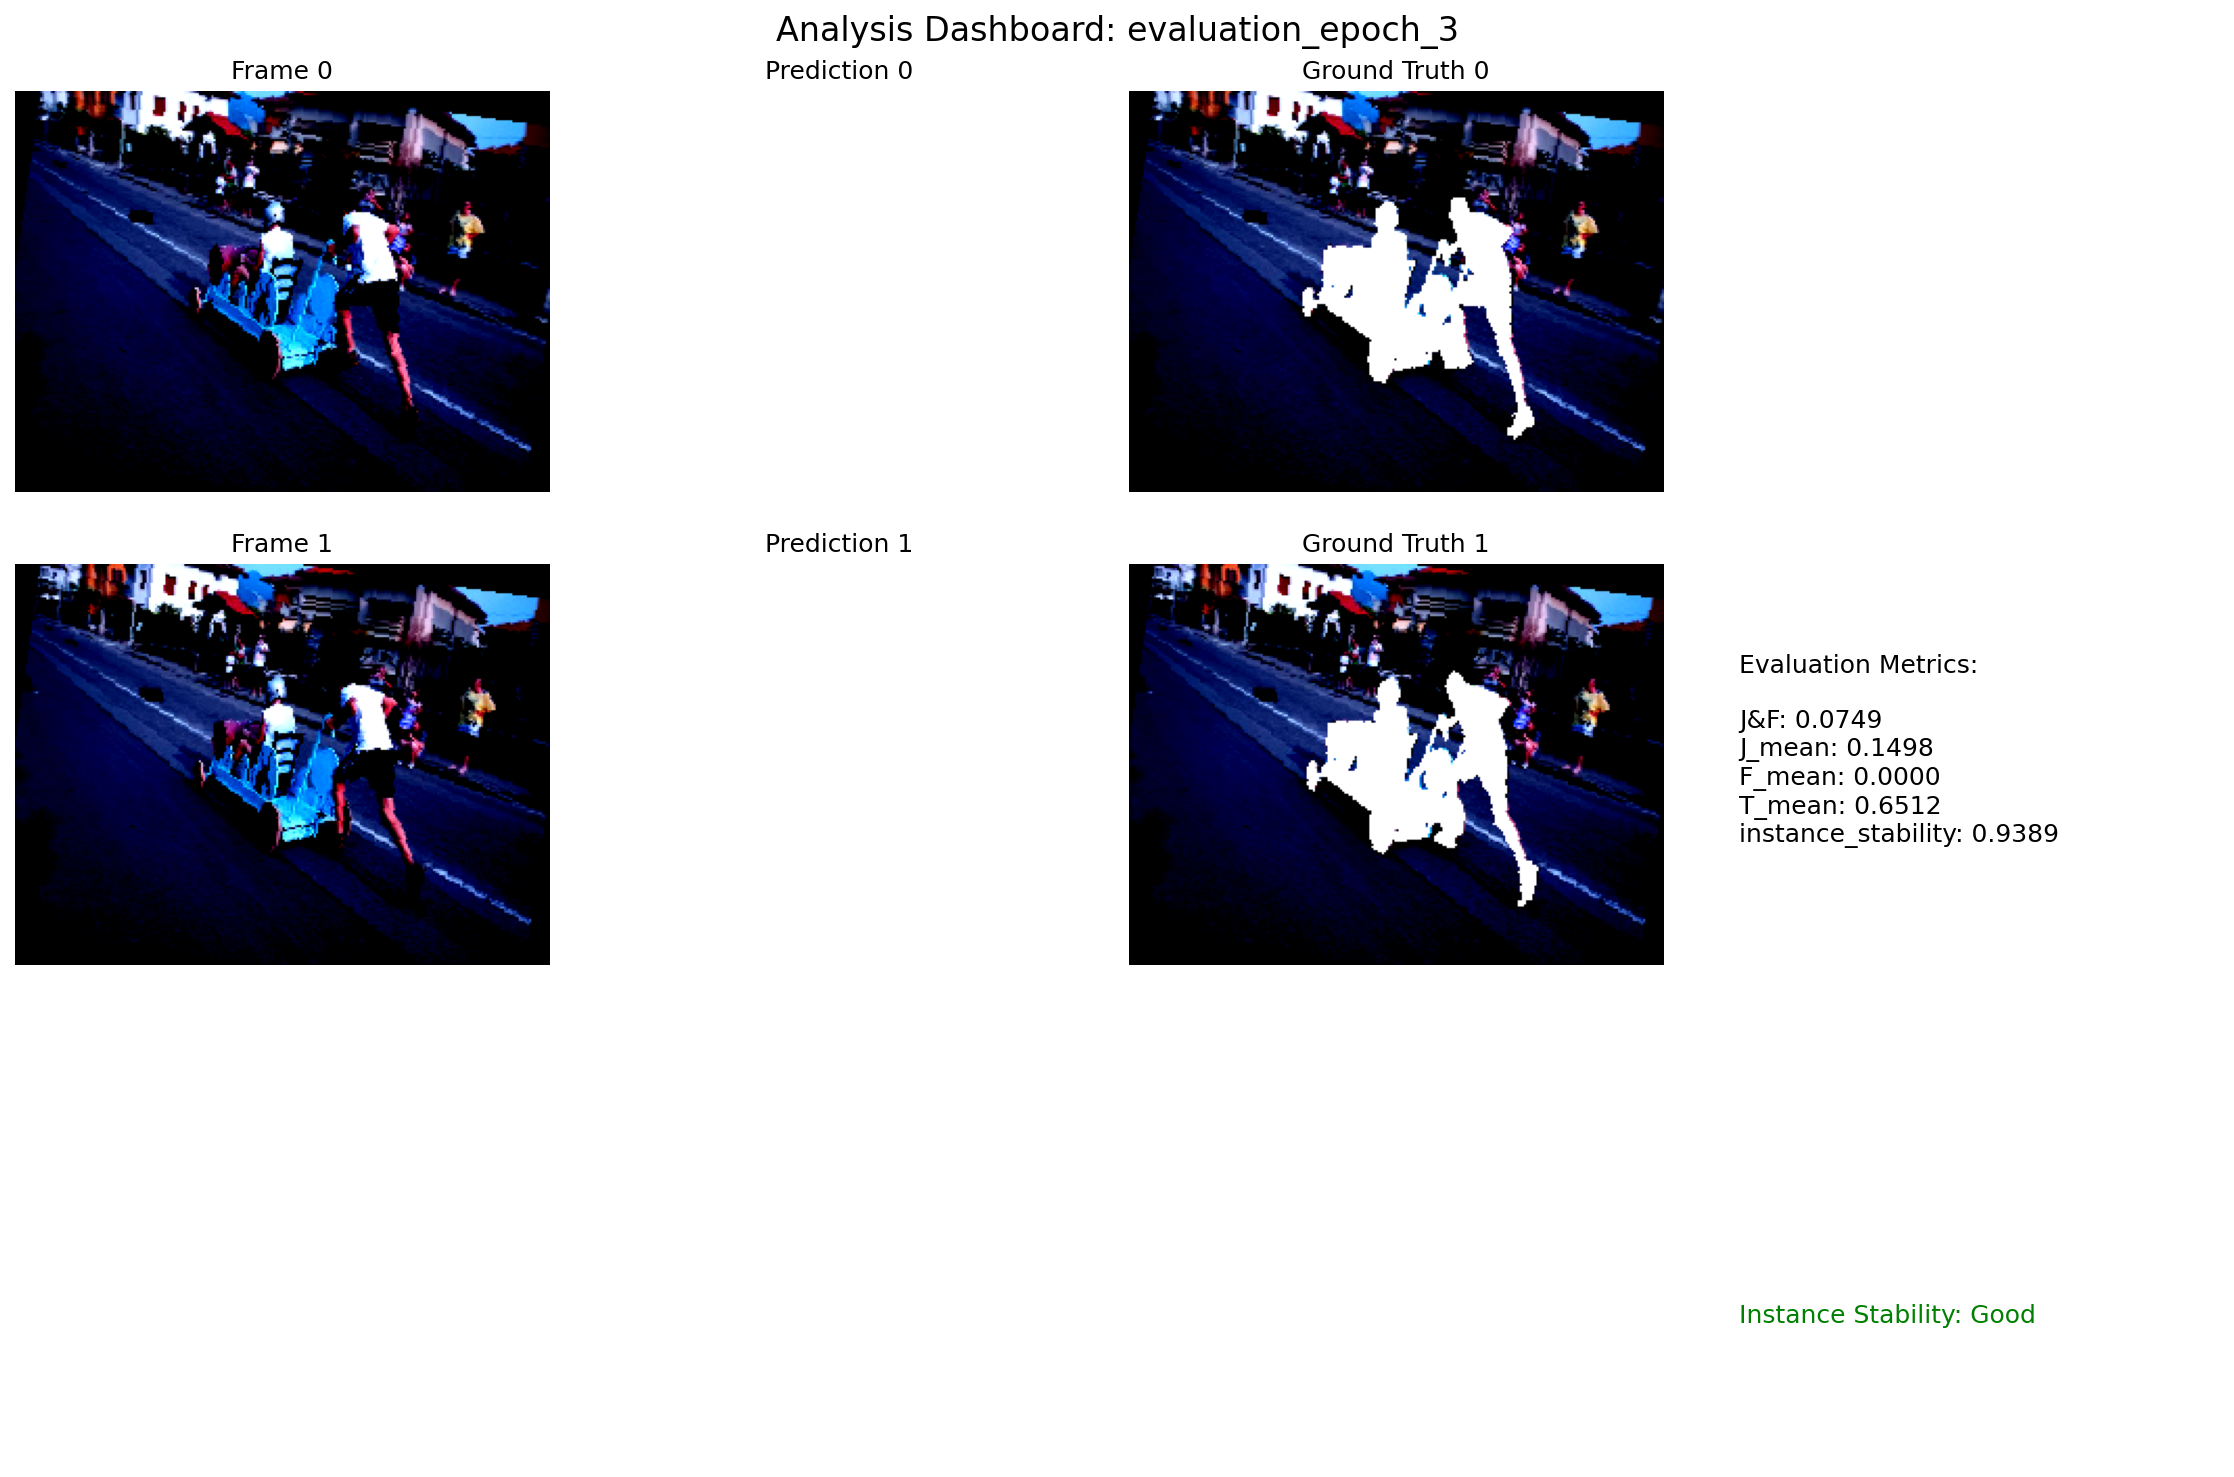 Analysis Dashboard: evaluation_epoch_3
Frame 0
Prediction 0
Ground Truth 0
Frame 1
Prediction 1
Ground Truth 1
Evaluation Metrics:
J&F: 0.0749
J_mean: 0.1498
F_mean: 0.0000
T_mean: 0.6512
instance_stability: 0.9389
Instance Stability: Good